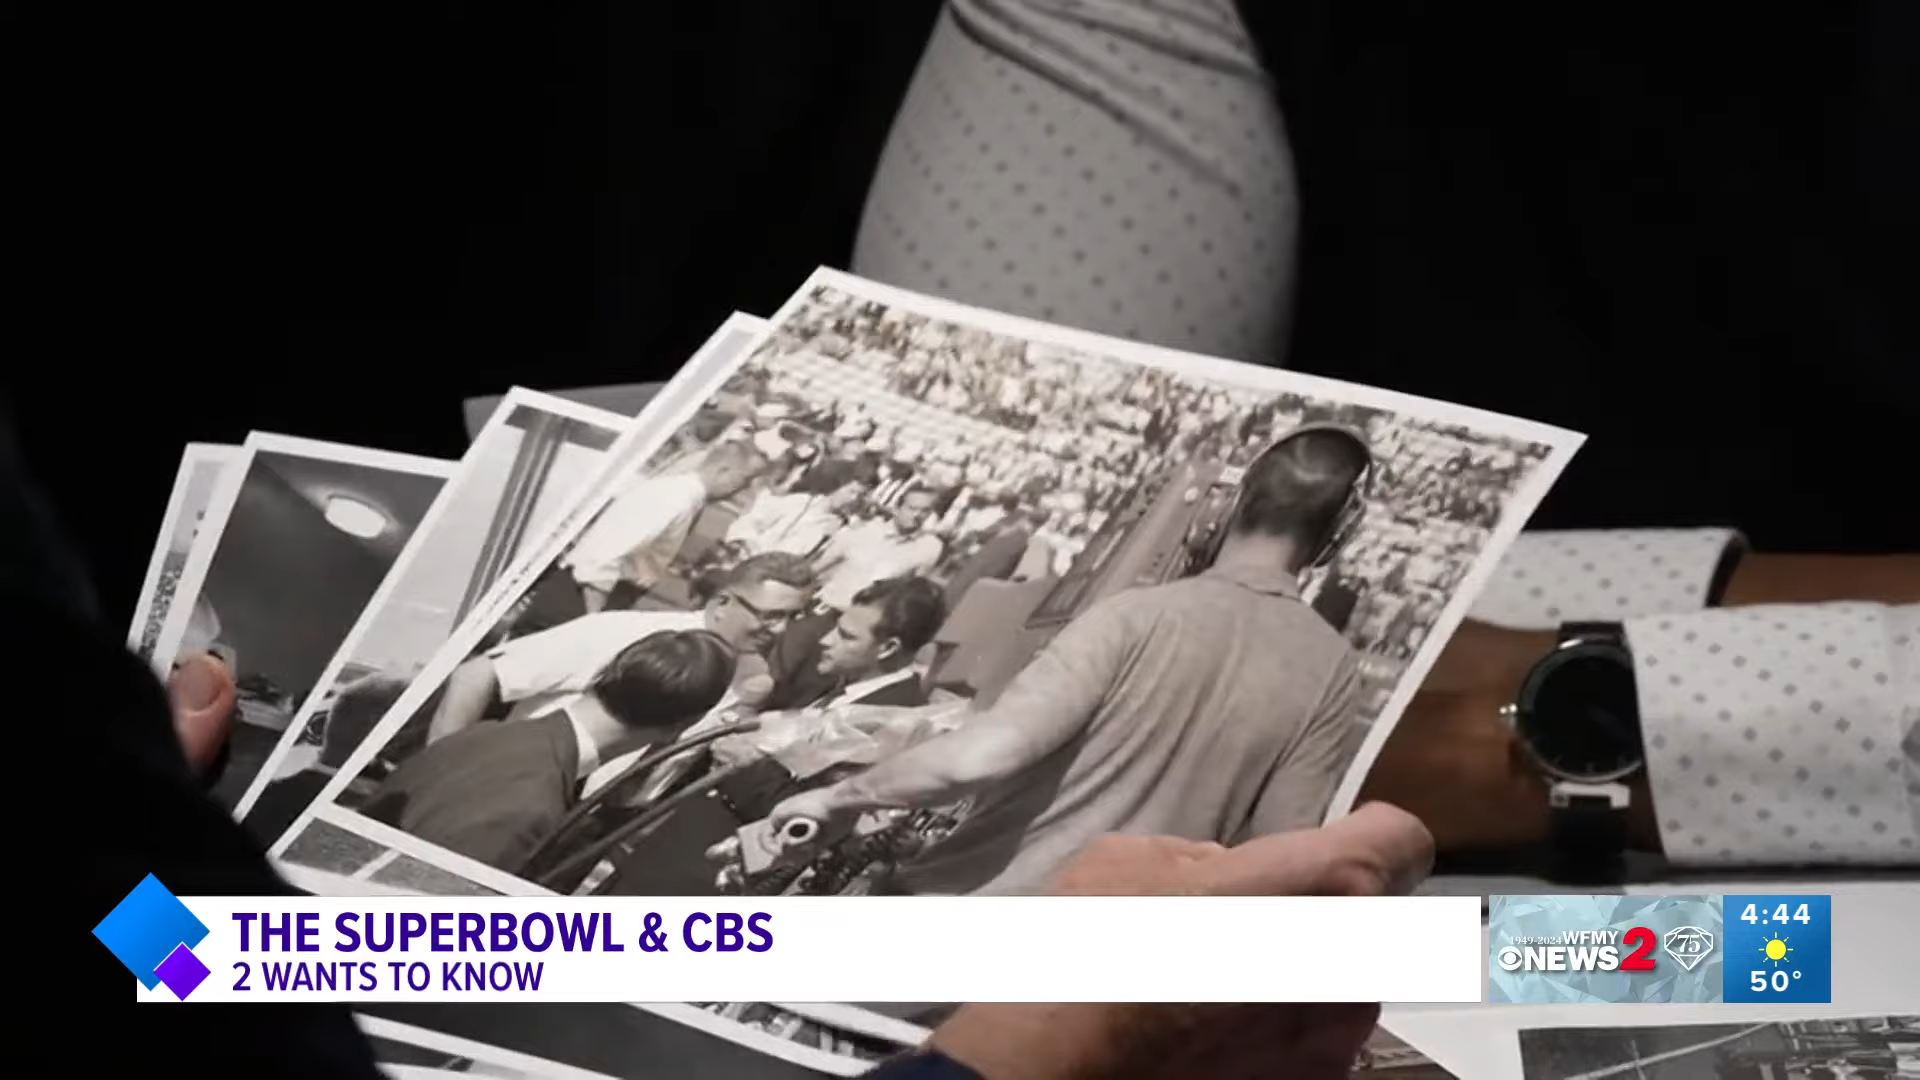 THE SUPERBOWL & CBS
2 WANTS TO KNOW
1949-2024 WFMY
NEWS 2
75
4:44
50°